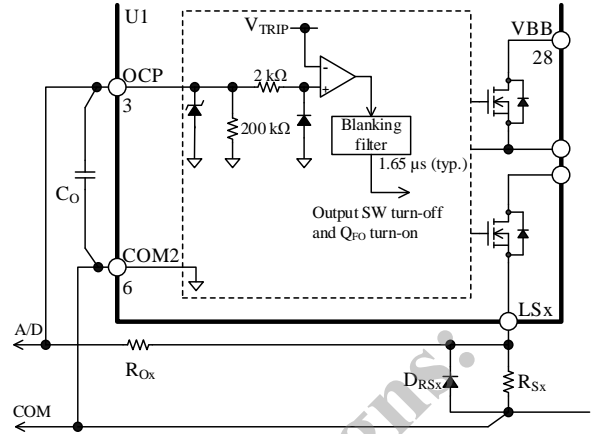 U1
VTRIP
VBB
28
OCP
3
2 kΩ
-
+
200 kΩ
Blanking
filter
1.65 µs (typ.)
CO
Output SW turn-off
and QFO turn-on
COM2
6
LSx
A/D
ROx
DRSx
RSx
COM